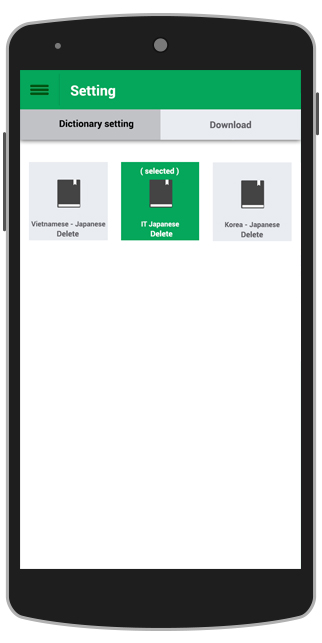 Setting
Dictionary setting
Download
( selected )
Vietnamese - Japanese
Delete
IT Japanese
Delete
Korea - Japanese
Delete